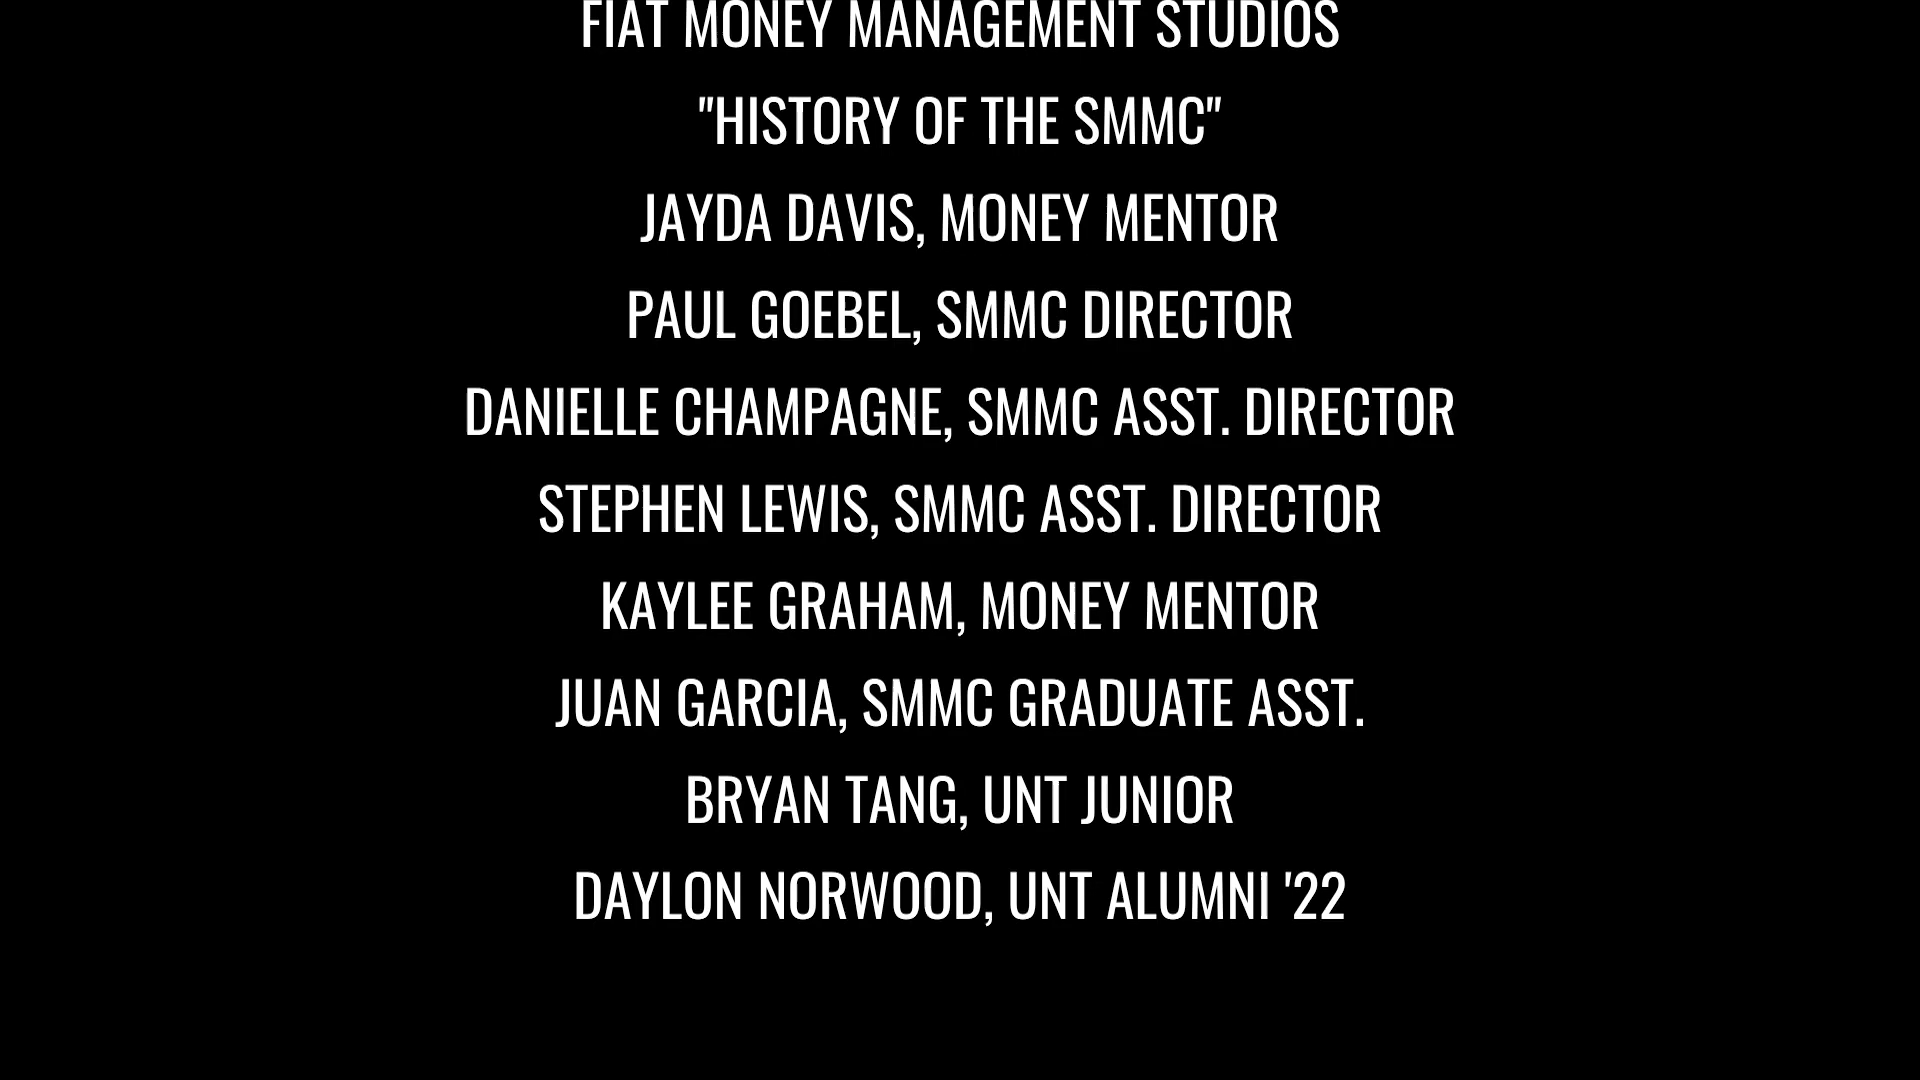 FIAT MONEY MANAGEMENT STUDIOS
"HISTORY OF THE SMMC"
JAYDA DAVIS, MONEY MENTOR
PAUL GOEBEL, SMMC DIRECTOR
DANIELLE CHAMPAGNE, SMMC ASST. DIRECTOR
STEPHEN LEWIS, SMMC ASST. DIRECTOR
KAYLEE GRAHAM, MONEY MENTOR
JUAN GARCIA, SMMC GRADUATE ASST.
BRYAN TANG, UNT JUNIOR
DAYLON NORWOOD, UNT ALUMNI '22